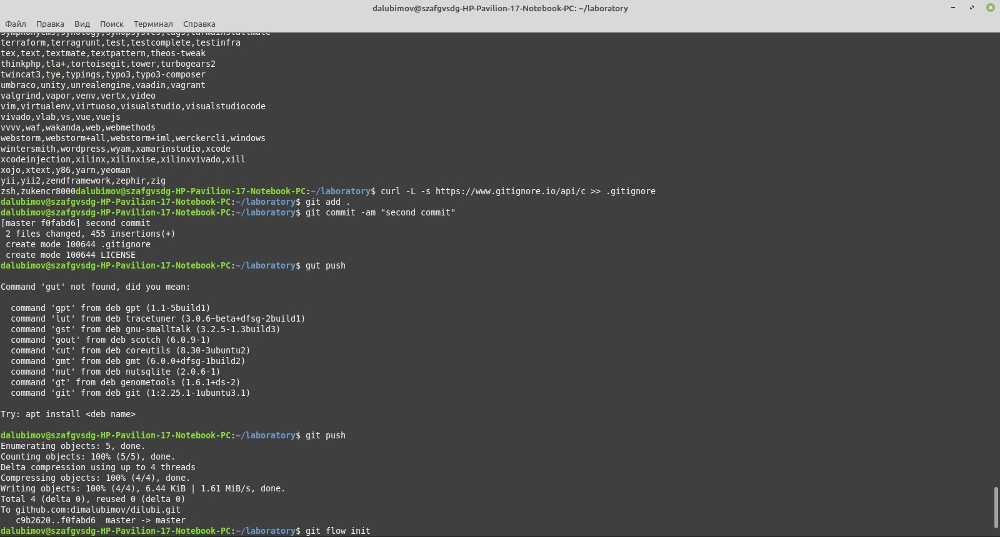 dalubimov@szafgvsdg-HP-Pavilion-17-Notebook-PC: ~/laboratory
Файл Правка Вид Поиск Терминал Справка
symphonycms,synology,synopsysvcs,tags,tarmainstallmate
terraform,terragrunt,test,testcomplete,testinfra
tex,text,textmate,textpattern,theos-tweak
thinkphp,tla+,tortoisegit,tower,turbogears2
twincat3,tye,typings,typo3,typo3-composer
umbraco,unity,unrealengine,vaadin,vagrant
valgrind,vapor,venv,vertx,video
vim,virtualenv,virtuoso,visualstudio,visualstudiocode
vivado,vlab,vs,vue,vuejs
vvvv,waf,wakanda,web,webmethods
webstorm,webstorm+all,webstorm+iml,werckercli,windows
wintersmith,wordpress,wyam,xamarinstudio,xcode
xcodeinjection,xilinx,xilinxise,xilinxvivado,xill
xojo,xtext,y86,yarn,yeoman
yii,yii2,zendframework,zephir,zig
zsh,zukencr8000dalubimov@szafgvsdg-HP-Pavilion-17-Notebook-PC:~/laboratory$ curl -L -s https://www.gitignore.io/api/c >> .gitignore
dalubimov@szafgvsdg-HP-Pavilion-17-Notebook-PC:~/laboratory$ git add .
dalubimov@szafgvsdg-HP-Pavilion-17-Notebook-PC:~/laboratory$ git commit -am "second commit"
[master f0fabd6] second commit
2 files changed, 455 insertions(+)
create mode 100644 .gitignore
create mode 100644 LICENSE
dalubimov@szafgvsdg-HP-Pavilion-17-Notebook-PC:~/laboratory$ gut push
Command 'gut' not found, did you mean:
command 'gpt' from deb gpt (1.1-5build1)
command 'lut' from deb tracetuner (3.0.6~beta+dfsg-2build1)
command 'gst' from deb gnu-smalltalk (3.2.5-1.3build3)
command 'gout' from deb scotch (6.0.9-1)
command 'cut' from deb coreutils (8.30-3ubuntu2)
command 'gmt' from deb gmt (6.0.0+dfsg-1build2)
command 'nut' from deb nutsqlite (2.0.6-1)
command 'gt' from deb genometools (1.6.1+ds-2)
command 'git' from deb git (1:2.25.1-1ubuntu3.1)
Try: apt install <deb name>
dalubimov@szafgvsdg-HP-Pavilion-17-Notebook-PC:~/laboratory$ git push
Enumerating objects: 5, done.
Counting objects: 100% (5/5), done.
Delta compression using up to 4 threads
Compressing objects: 100% (4/4), done.
Writing objects: 100% (4/4), 6.44 KiB | 1.61 MiB/s, done.
Total 4 (delta 0), reused 0 (delta 0)
To github.com:dimalubimov/dilubi.git
c9b2620..f0fabd6  master -> master
dalubimov@szafgvsdg-HP-Pavilion-17-Notebook-PC:~/laboratory$ git flow init